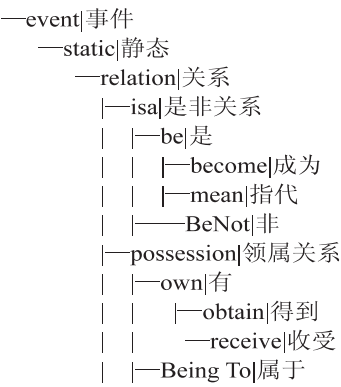 event|事件
static|静态
relation|关系
isa|是非关系
be|是
become|成为
mean|指代
BeNot|非
possession|领属关系
own|有
obtain|得到
receive|收受
Being To|属于